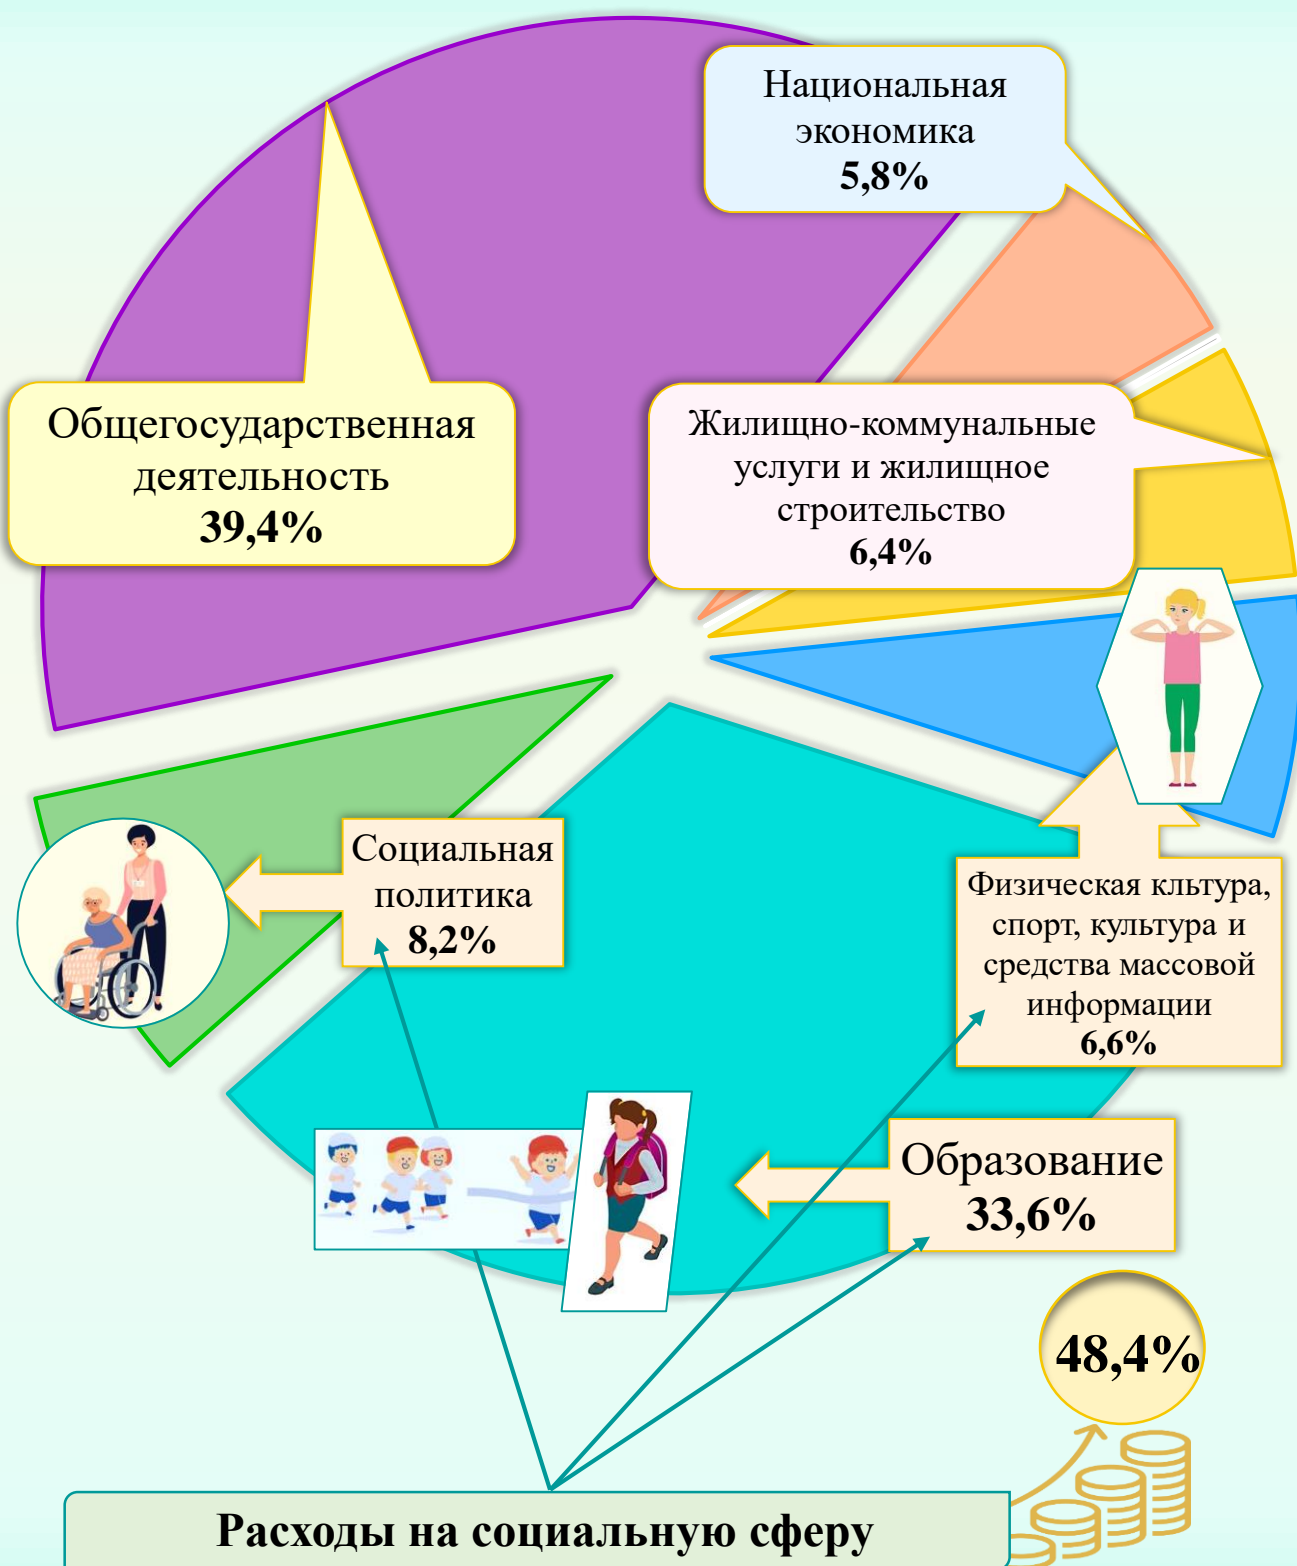 Национальная
экономика
5,8%
Общегосударственная
деятельность
39,4%
Жилищно-коммунальные
услуги и жилищное
строительство
6,4%
Социальная
политика
8,2%
Физическая кльтура,
спорт, культура и
средства массовой
информации
6,6%
Образование
33,6%
48,4%
Расходы на социальную сферу